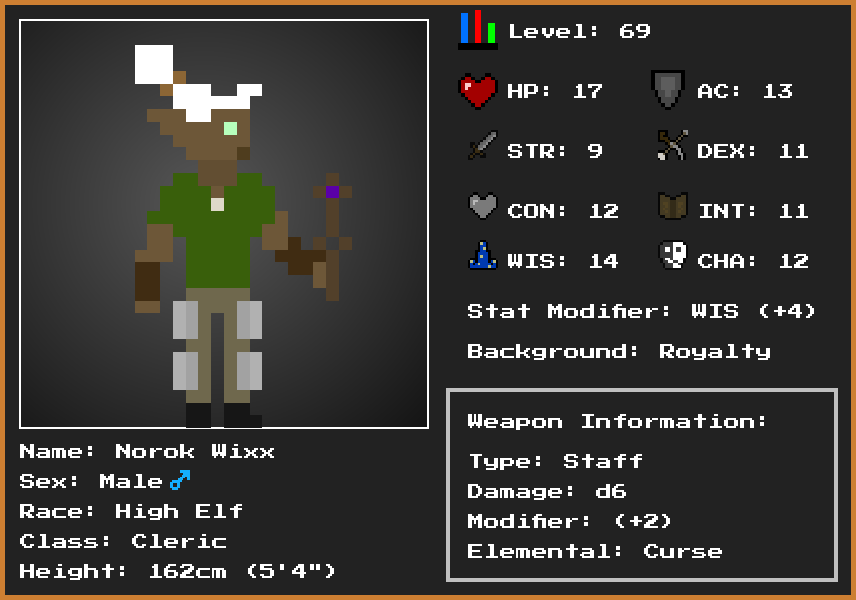 Level: 69
HP: 17 AC: 13
STR: 9 DEX: 11
CON: 12 INT: 11
WIS: 14 CHA: 12
Stat Modifier: WIS (+4)
Background: Royalty
Weapon Information:
Type: Staff
Damage: d6
Modifier: (+2)
Elemental: Curse
Name: Norok Wixx
Sex: Male♂
Race: High Elf
Class: Cleric
Height: 162cm (5'4")